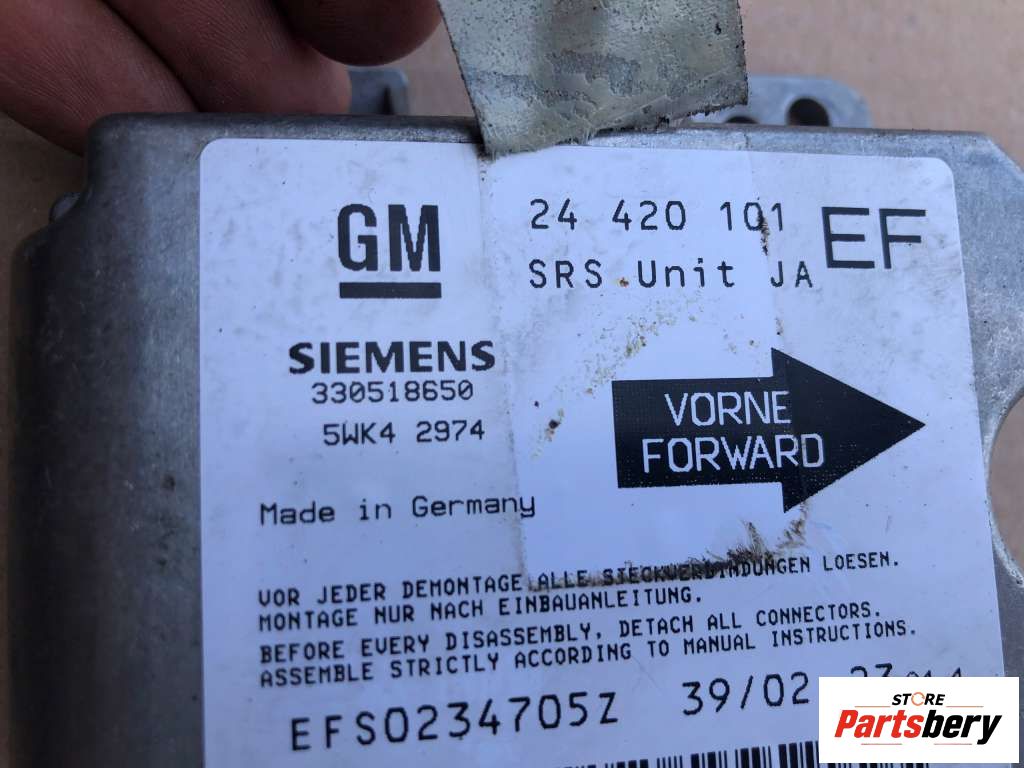 GM
24 420 101 EF
SRS Unit JA
SIEMENS
330518650
5WK4 2974
VORNE
FORWARD
Made in Germany
VOR JEDER DEMONTAGE ALLE STECKVERBINDUNGEN LOESEN.
MONTAGE NUR NACH EINBAUANLEITUNG.
BEFORE EVERY DISASSEMBLY, DETACH ALL CONNECTORS.
ASSEMBLE STRICTLY ACCORDING TO MANUAL INSTRUCTIONS.
EFS0234705Z 39/02
STORE
Partsbery